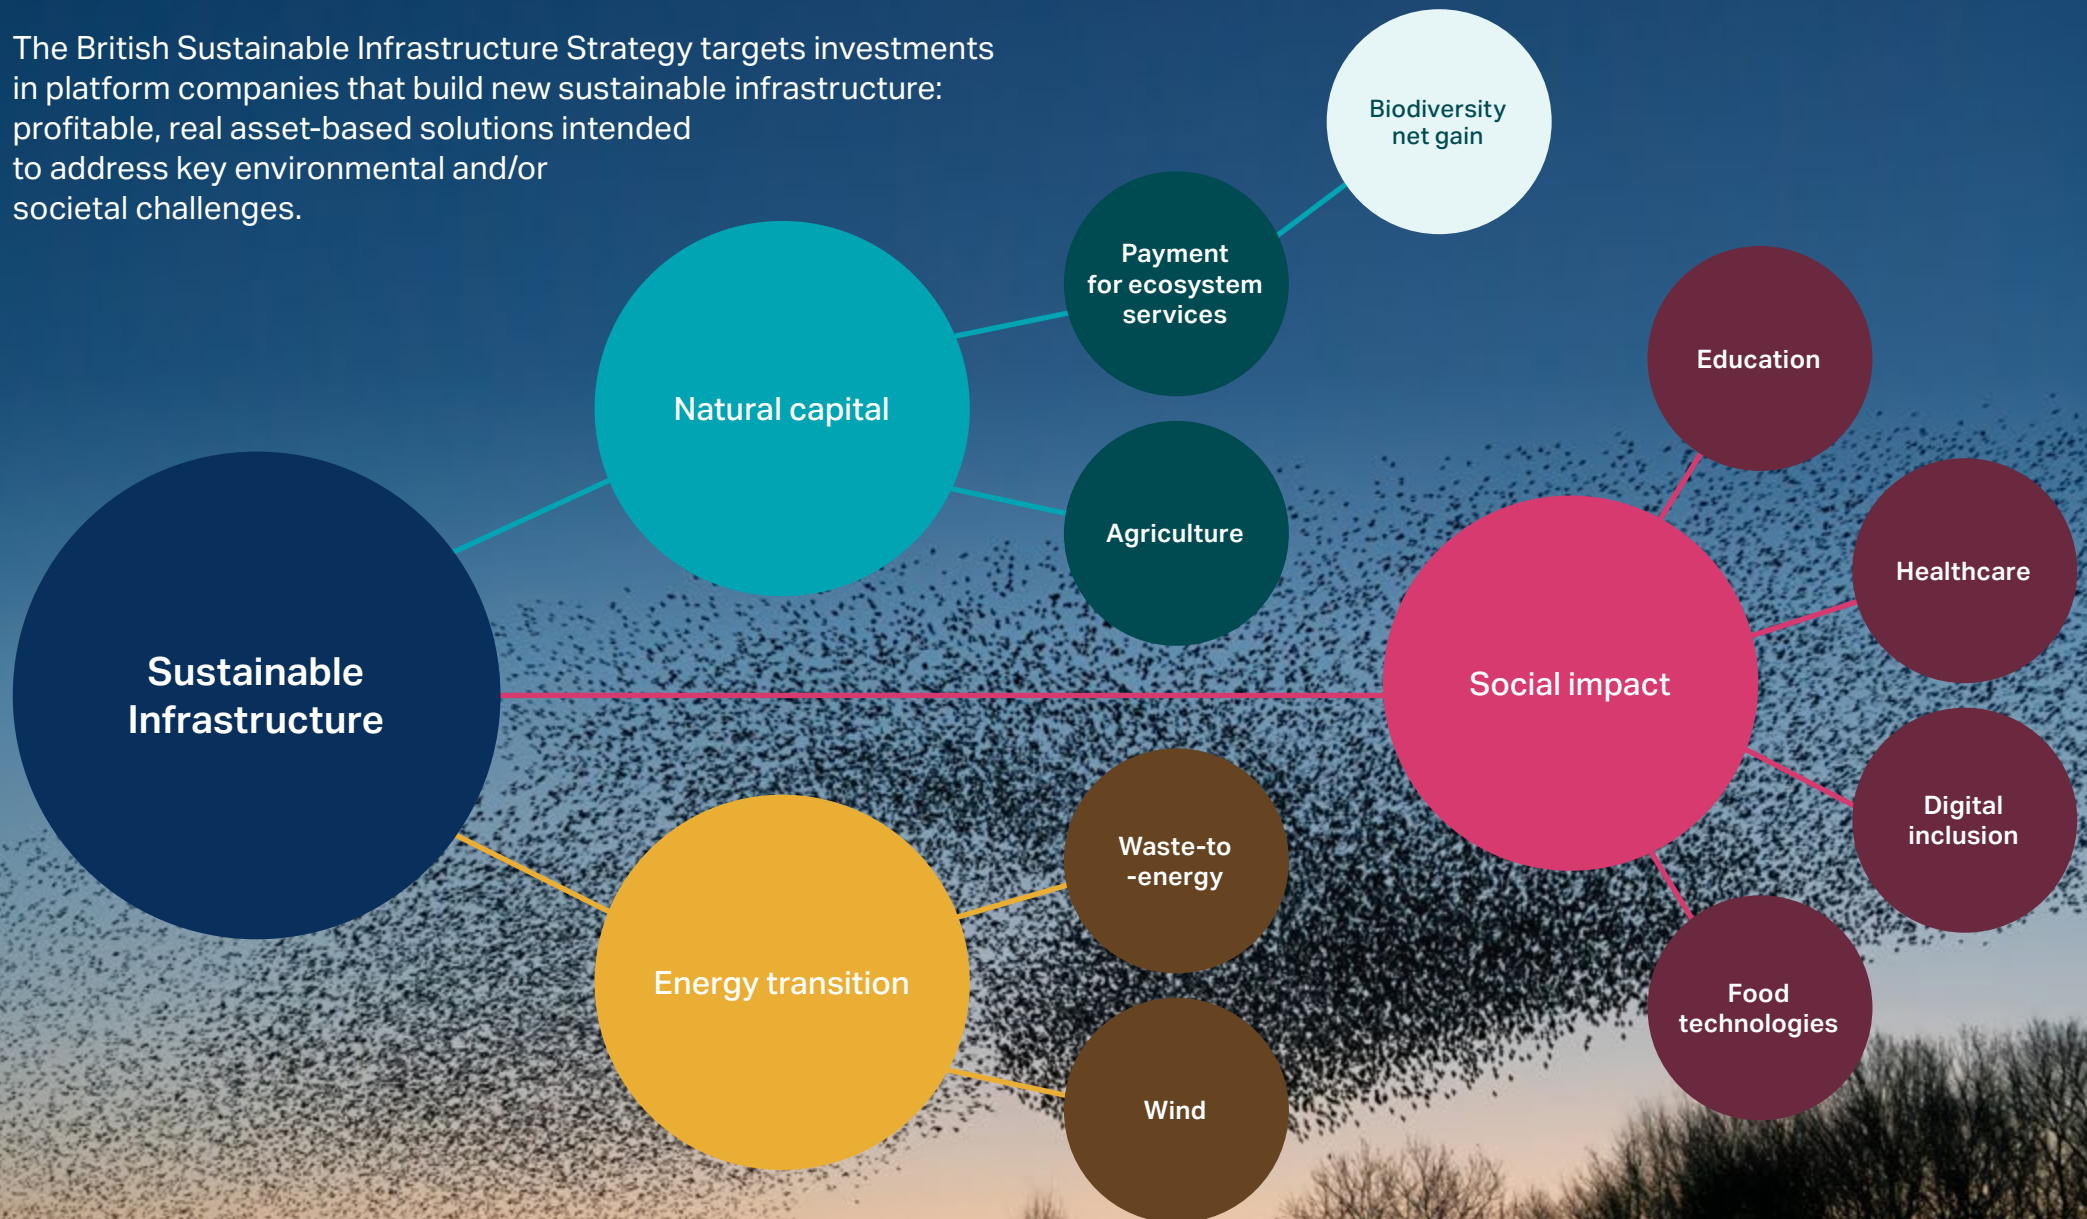 The British Sustainable Infrastructure Strategy targets investments
in platform companies that build new sustainable infrastructure:
profitable, real asset-based solutions intended
to address key environmental and/or
societal challenges.
Biodiversity
net gain
Payment
for ecosystem
services
Education
Natural capital
Agriculture
Healthcare
Sustainable
Infrastructure
Social impact
Digital
inclusion
Waste-to
-energy
Energy transition
Food
technologies
Wind